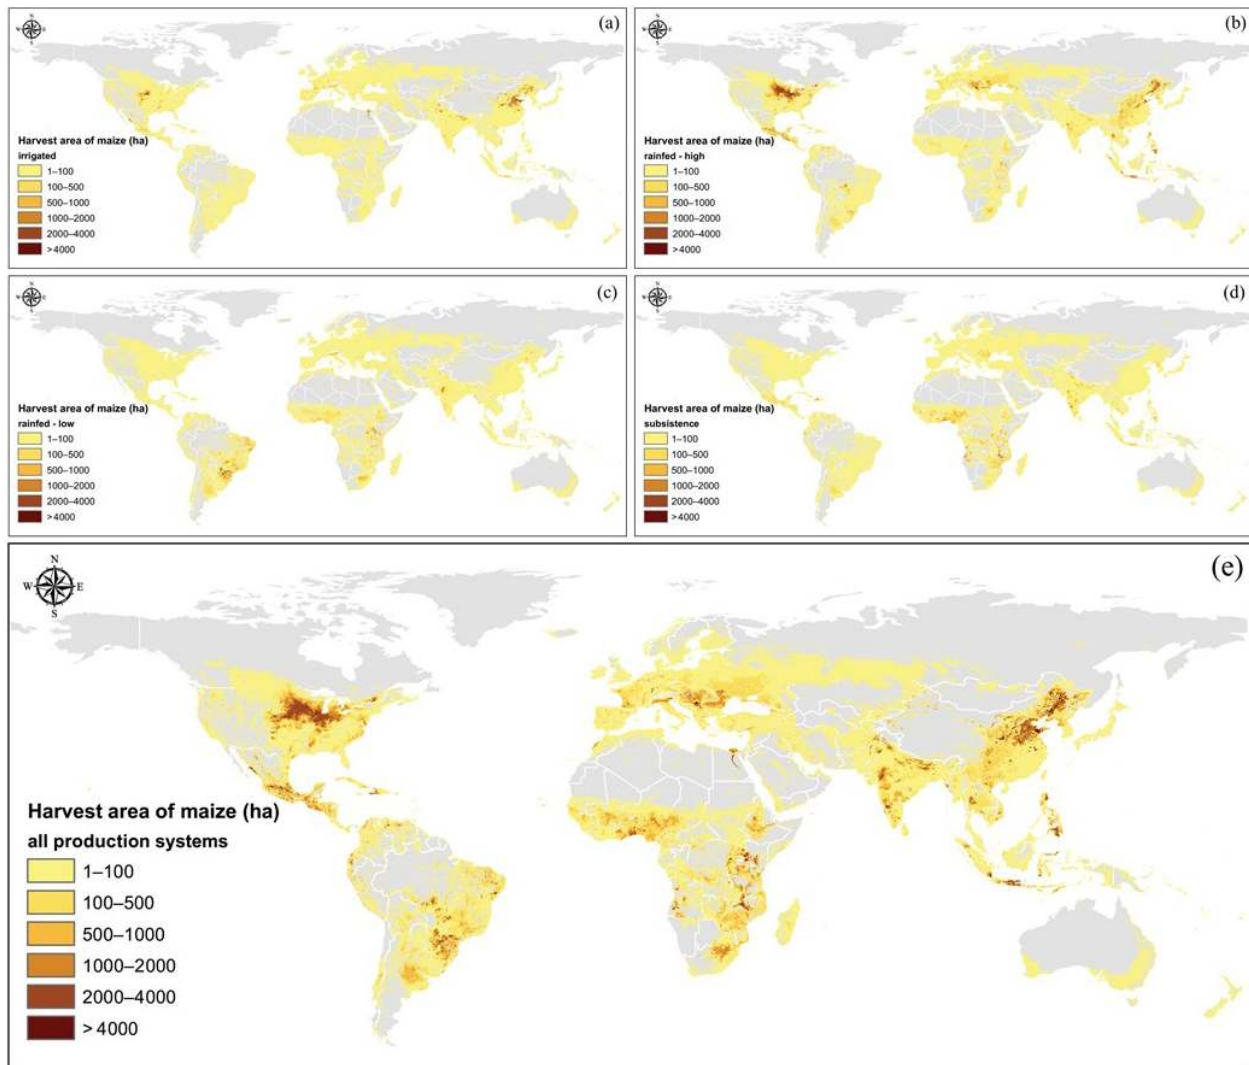 (a)
N
W E
S
Harvest area of maize (ha)
irrigated
1–100
100–500
500–1000
1000–2000
2000–4000
>4000
(b)
N
W E
S
Harvest area of maize (ha)
rainfed - high
1–100
100–500
500–1000
1000–2000
2000–4000
>4000
(c)
N
W E
S
Harvest area of maize (ha)
rainfed - low
1–100
100–500
500–1000
1000–2000
2000–4000
>4000
(d)
N
W E
S
Harvest area of maize (ha)
subsistence
1–100
100–500
500–1000
1000–2000
2000–4000
>4000
(e)
N
W E
S
Harvest area of maize (ha)
all production systems
1–100
100–500
500–1000
1000–2000
2000–4000
> 4000